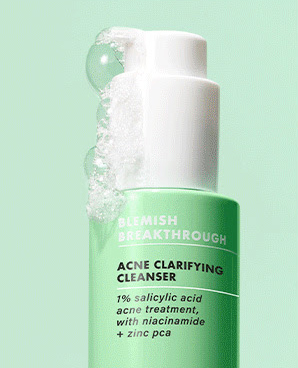 BLEMISH
BREAKTHROUGH
ACNE CLARIFYING
CLEANSER
1% salicylic acid
acne treatment,
with niacinamide
+ zinc pca